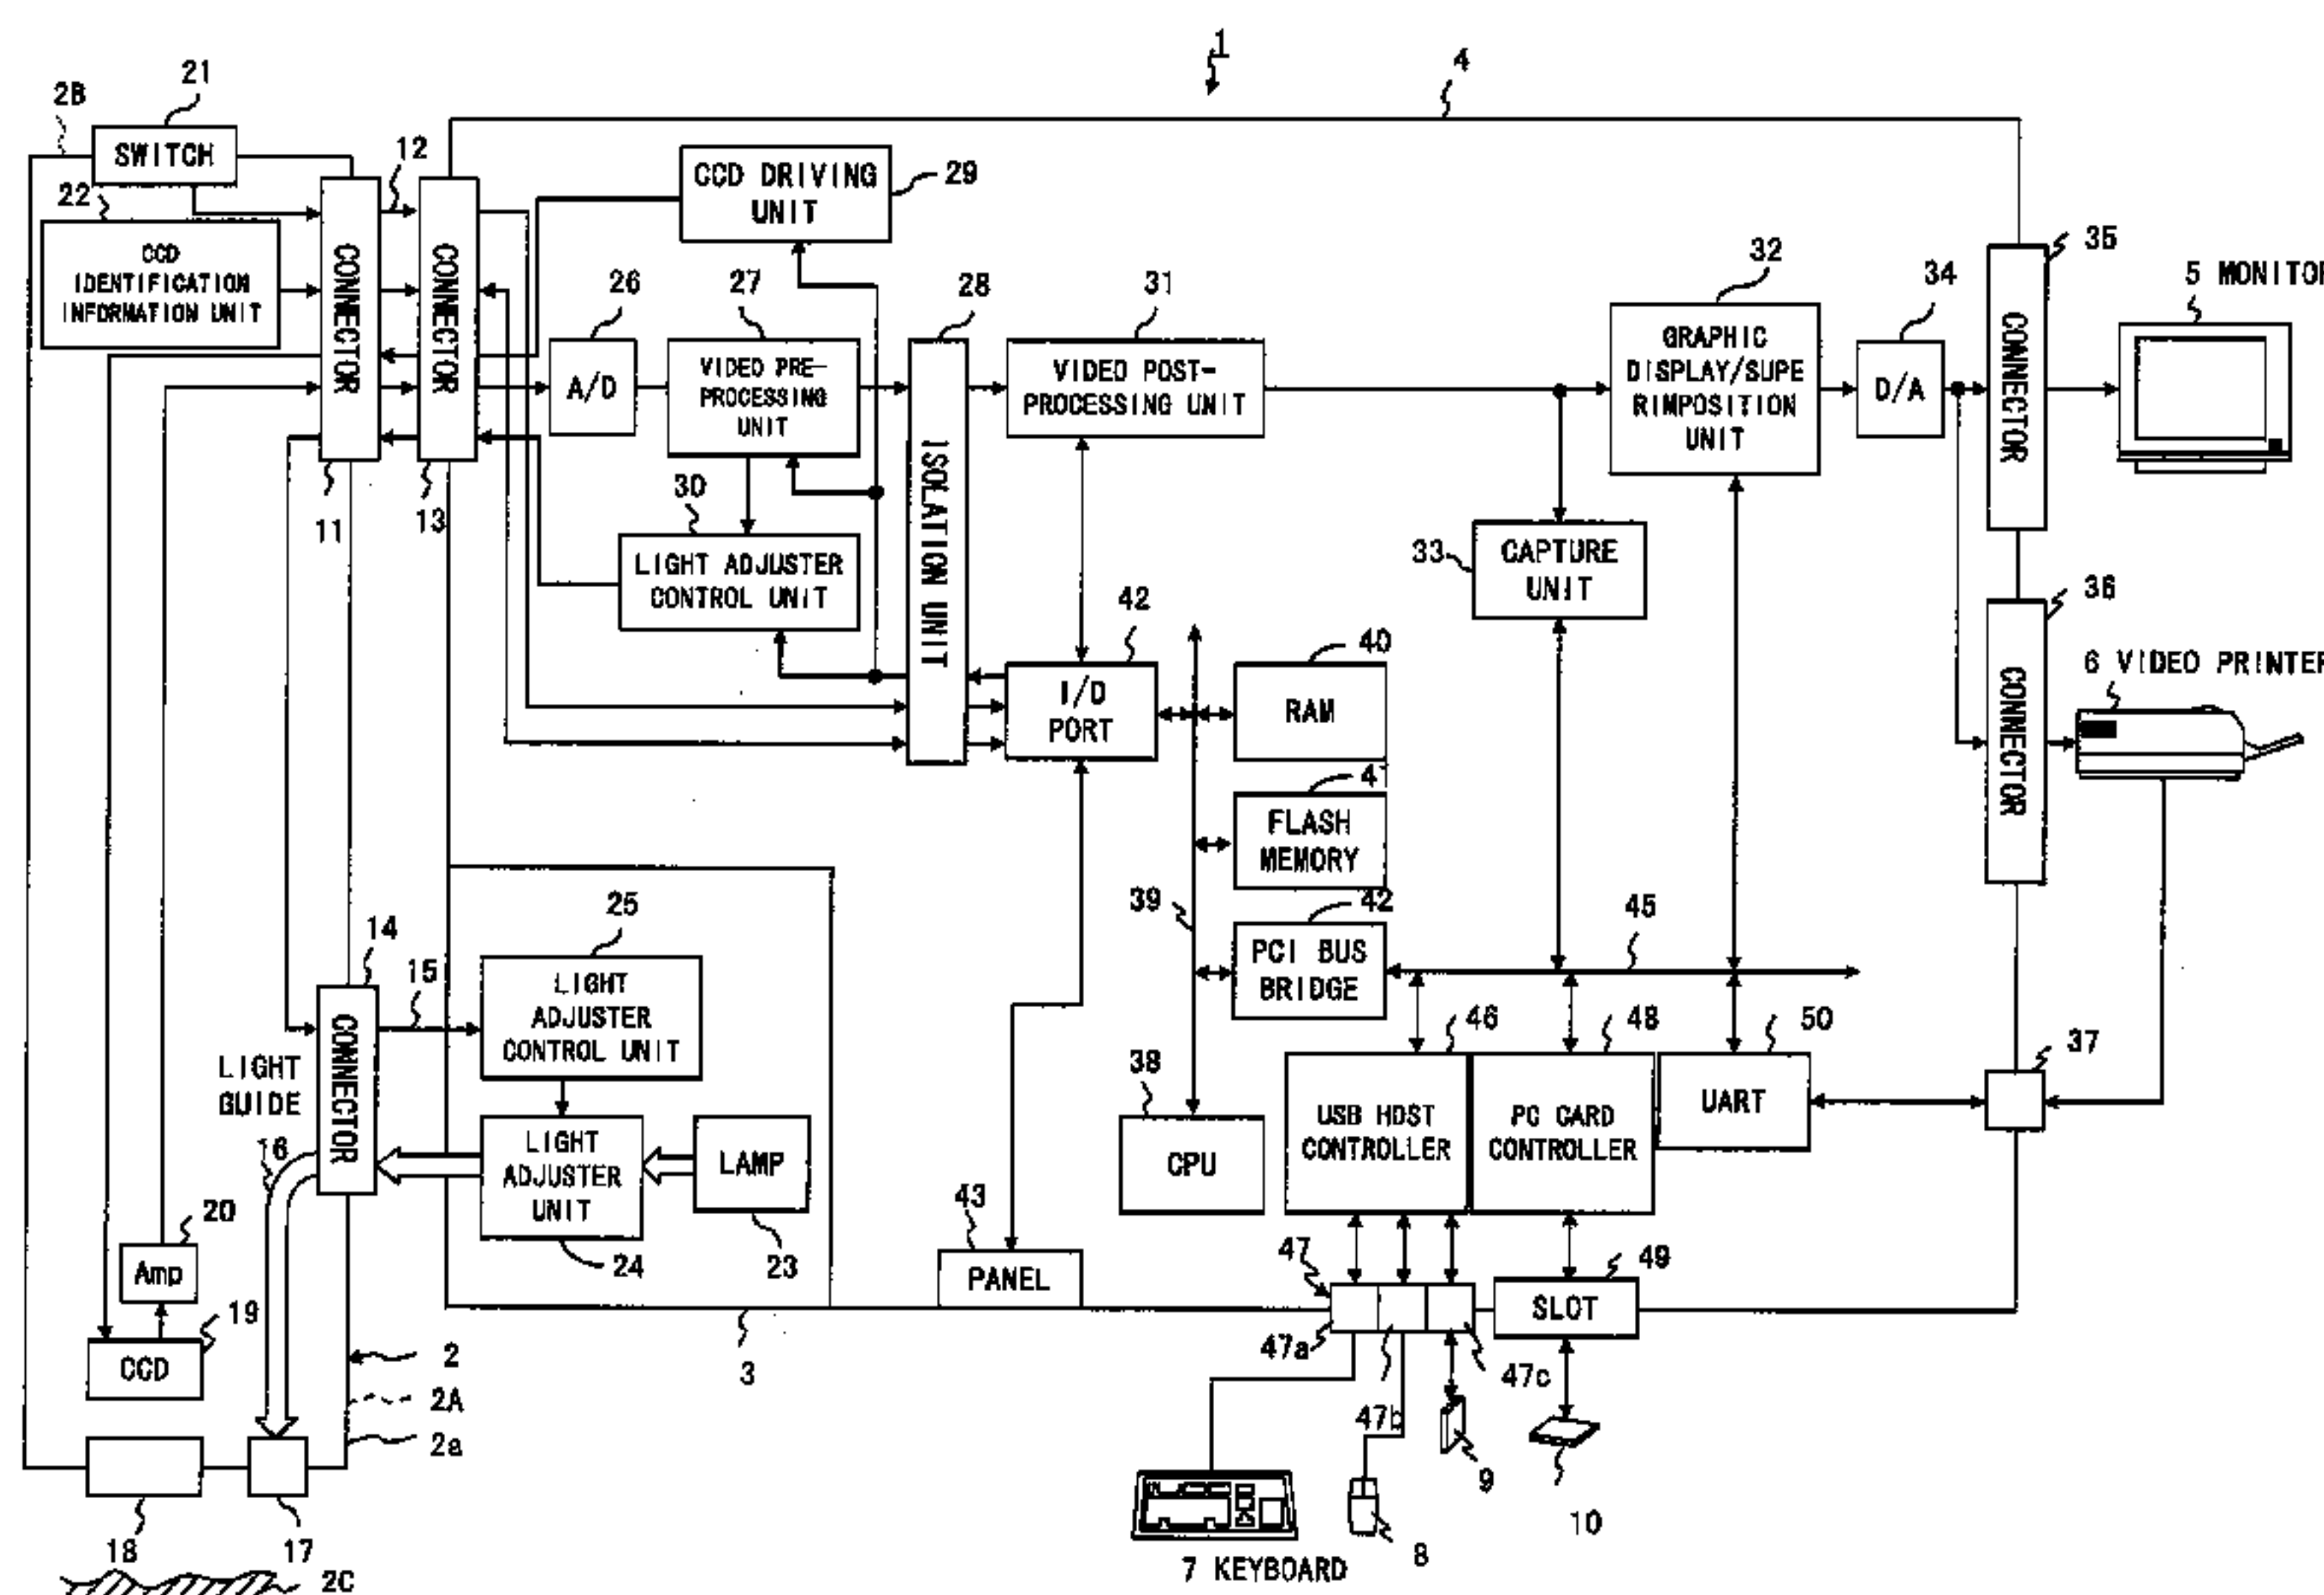 1
4
21
2B
SWITCH
12
22
CCD
IDENTIFICATION
INFORMATION UNIT
CONNECTOR
CONNECTOR
11
13
CCD DRIVING
UNIT
29
26
A/D
27
VIDEO PRE-
PROCESSING
UNIT
28
ISOLATION UNIT
30
LIGHT ADJUSTER
CONTROL UNIT
31
VIDEO POST-
PROCESSING UNIT
32
GRAPHIC
DISPLAY/SUPE
RIMPOSITION
UNIT
34
D/A
35
CONNECTOR
5 MONITOR
33
CAPTURE
UNIT
36
CONNECTOR
6 VIDEO PRINTER
42
I/O
PORT
40
RAM
41
FLASH
MEMORY
39
42
PCI BUS
BRIDGE
45
38
CPU
46
USB HOST
CONTROLLER
48
PC CARD
CONTROLLER
50
UART
37
14
CONNECTOR
15
25
LIGHT
ADJUSTER
CONTROL UNIT
LIGHT
GUIDE
16
LIGHT
ADJUSTER
UNIT
24
LAMP
23
20
Amp
19
CCD
2
2A
2a
3
43
PANEL
47
47a
47b
47c
49
SLOT
18
17
2C
7 KEYBOARD
8
9
10